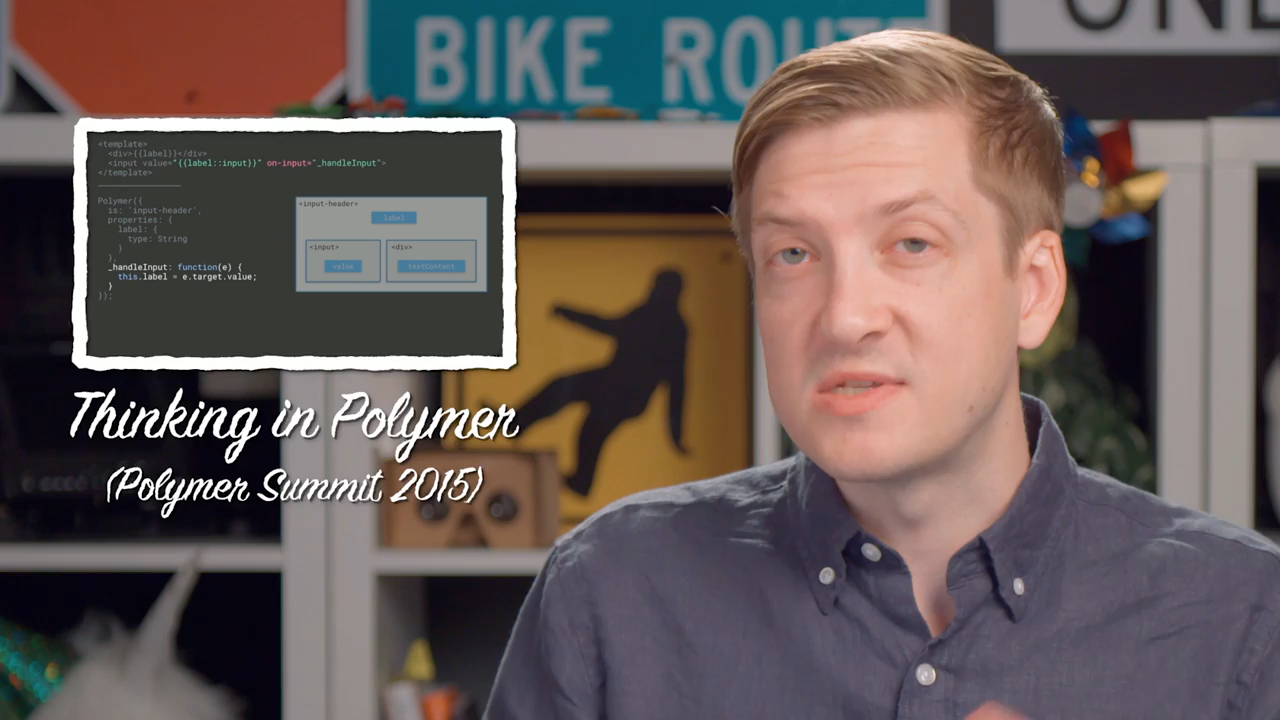 BIKE ROUTE
ONE
<template>
<div>{{label}}</div>
<input value="{{label::input}}" on-input="_handleInput">
</template>
Polymer({
is: 'input-header',
properties: {
label: {
type: String
}
},
_handleInput: function(e) {
this.label = e.target.value;
}
});
<input-header>
label
<input>
<div>
value
textContent
Thinking in Polymer
(Polymer Summit 2015)